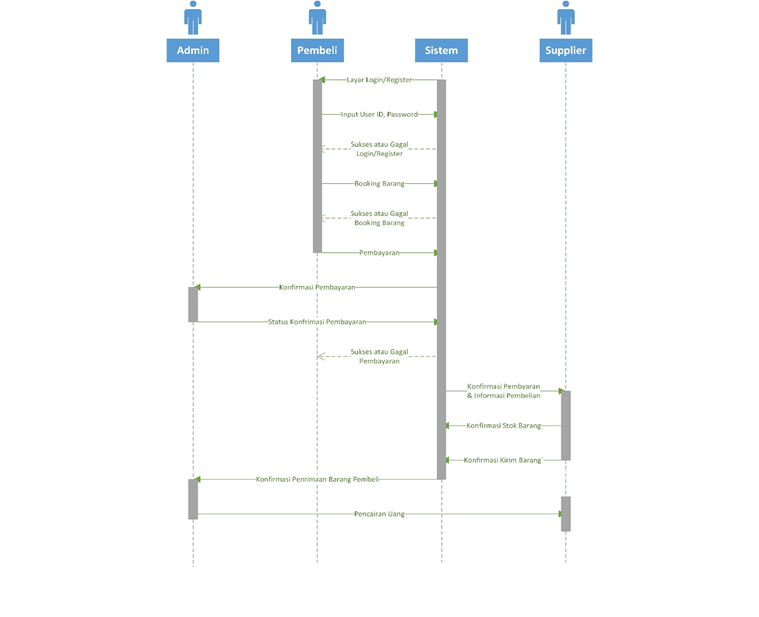 Admin
Pembeli
Sistem
Supplier
Layar Login/Register
Input User ID, Password
Sukses atau Gagal
Login/Register
Booking Barang
Sukses atau Gagal
Booking Barang
Pembayaran
Konfirmasi Pembayaran
Status Konfrimasi Pembayaran
Sukses atau Gagal
Pembayaran
Konfirmasi Pembyaran
& Informasi Pembelian
Konfirmasi Stok Barang
Konfirmasi Kirim Barang`
Konfirmasi Penrimaan Barang Pembeli
Pencairan Uang